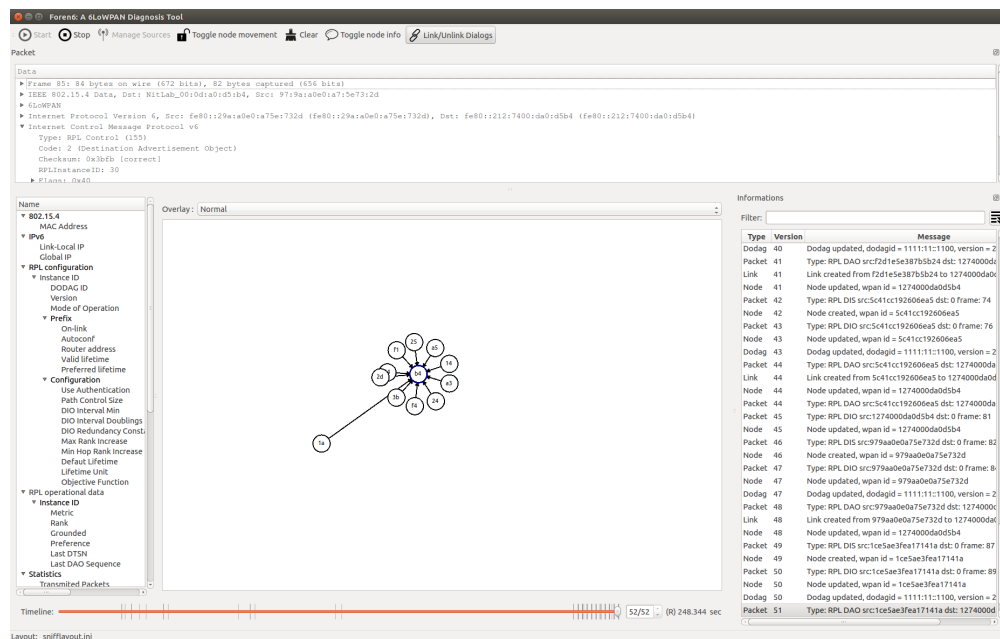 Foren6: A 6LoWPAN Diagnosis Tool
Start Stop Manage Sources Toggle node movement Clear Toggle node info Link/Unlink Dialogs
Packet
Data
Frame 85: 84 bytes on wire (672 bits), 82 bytes captured (656 bits)
IEEE 802.15.4 Data, Dst: NitLab_00:0d:a0:d5:b4, Src: 97:9a:a0:e0:a7:5e:73:2d
6LoWPAN
Internet Protocol Version 6, Src: fe80::29a:a0e0:a75e:732d (fe80::29a:a0e0:a75e:732d), Dst: fe80::212:7400:da0:d5b4 (fe80::212:7400:da0:d5b4)
Internet Control Message Protocol v6
Type: RPL Control (155)
Code: 2 (Destination Advertisement Object)
Checksum: 0x3bfb [correct]
RPLInstanceID: 30
Flags: 0x40
Name
802.15.4
MAC Address
IPv6
Link-Local IP
Global IP
RPL configuration
Instance ID
DODAG ID
Version
Mode of Operation
Prefix
On-link
Autoconf
Router address
Valid lifetime
Preferred lifetime
Configuration
Use Authentication
Path Control Size
DIO Interval Min
DIO Interval Doublings
DIO Redundancy Consta
Max Rank Increase
Min Hop Rank Increase
Defaut Lifetime
Lifetime Unit
Objective Function
RPL operational data
Instance ID
Metric
Rank
Grounded
Preference
Last DTSN
Last DAO Sequence
Statistics
Transmited Packets
Overlay: Normal
25
f1
a5
14
2d
b4
a3
3b
f4
24
1a
Informations
Filter:
Type Version Message
Dodag 40 Dodag updated, dodagid = 1111:11::1100, version = 2
Packet 41 Type: RPL DAO src:f2d1e5e387b5b24 dst: 1274000da
Link 41 Link created from f2d1e5e387b5b24 to 1274000da0d
Node 41 Node updated, wpan id = 1274000da0d5b4
Packet 42 Type: RPL DIS src:5c41cc192606ea5 dst: 0 frame: 74
Node 42 Node created, wpan id = 5c41cc192606ea5
Packet 43 Type: RPL DIO src:5c41cc192606ea5 dst: 0 frame: 76
Node 43 Node updated, wpan id = 5c41cc192606ea5
Dodag 43 Dodag updated, dodagid = 1111:11::1100, version = 2
Packet 44 Type: RPL DAO src:5c41cc192606ea5 dst: 1274000da
Link 44 Link created from 5c41cc192606ea5 to 1274000da0d
Node 44 Node updated, wpan id = 1274000da0d5b4
Packet 44 Type: RPL DAO src:5c41cc192606ea5 dst: 1274000da
Packet 45 Type: RPL DIO src:1274000da0d5b4 dst: 0 frame: 81
Node 45 Node updated, wpan id = 1274000da0d5b4
Packet 46 Type: RPL DIS src:979aa0e0a75e732d dst: 0 frame: 82
Node 46 Node created, wpan id = 979aa0e0a75e732d
Packet 47 Type: RPL DIO src:979aa0e0a75e732d dst: 0 frame: 84
Node 47 Node updated, wpan id = 979aa0e0a75e732d
Dodag 47 Dodag updated, dodagid = 1111:11::1100, version = 2
Packet 48 Type: RPL DAO src:979aa0e0a75e732d dst: 1274000d
Link 48 Link created from 979aa0e0a75e732d to 1274000da0
Node 48 Node updated, wpan id = 1274000da0d5b4
Packet 49 Type: RPL DIS src:1ce5ae3fea17141a dst: 0 frame: 87
Node 49 Node created, wpan id = 1ce5ae3fea17141a
Packet 50 Type: RPL DIO src:1ce5ae3fea17141a dst: 0 frame: 89
Node 50 Node updated, wpan id = 1ce5ae3fea17141a
Dodag 50 Dodag updated, dodagid = 1111:11::1100, version = 2
Packet 51 Type: RPL DAO src:1ce5ae3fea17141a dst: 1274000d
Timeline: 52/52 (R) 248.344 sec
Layout: snifflayout.ini